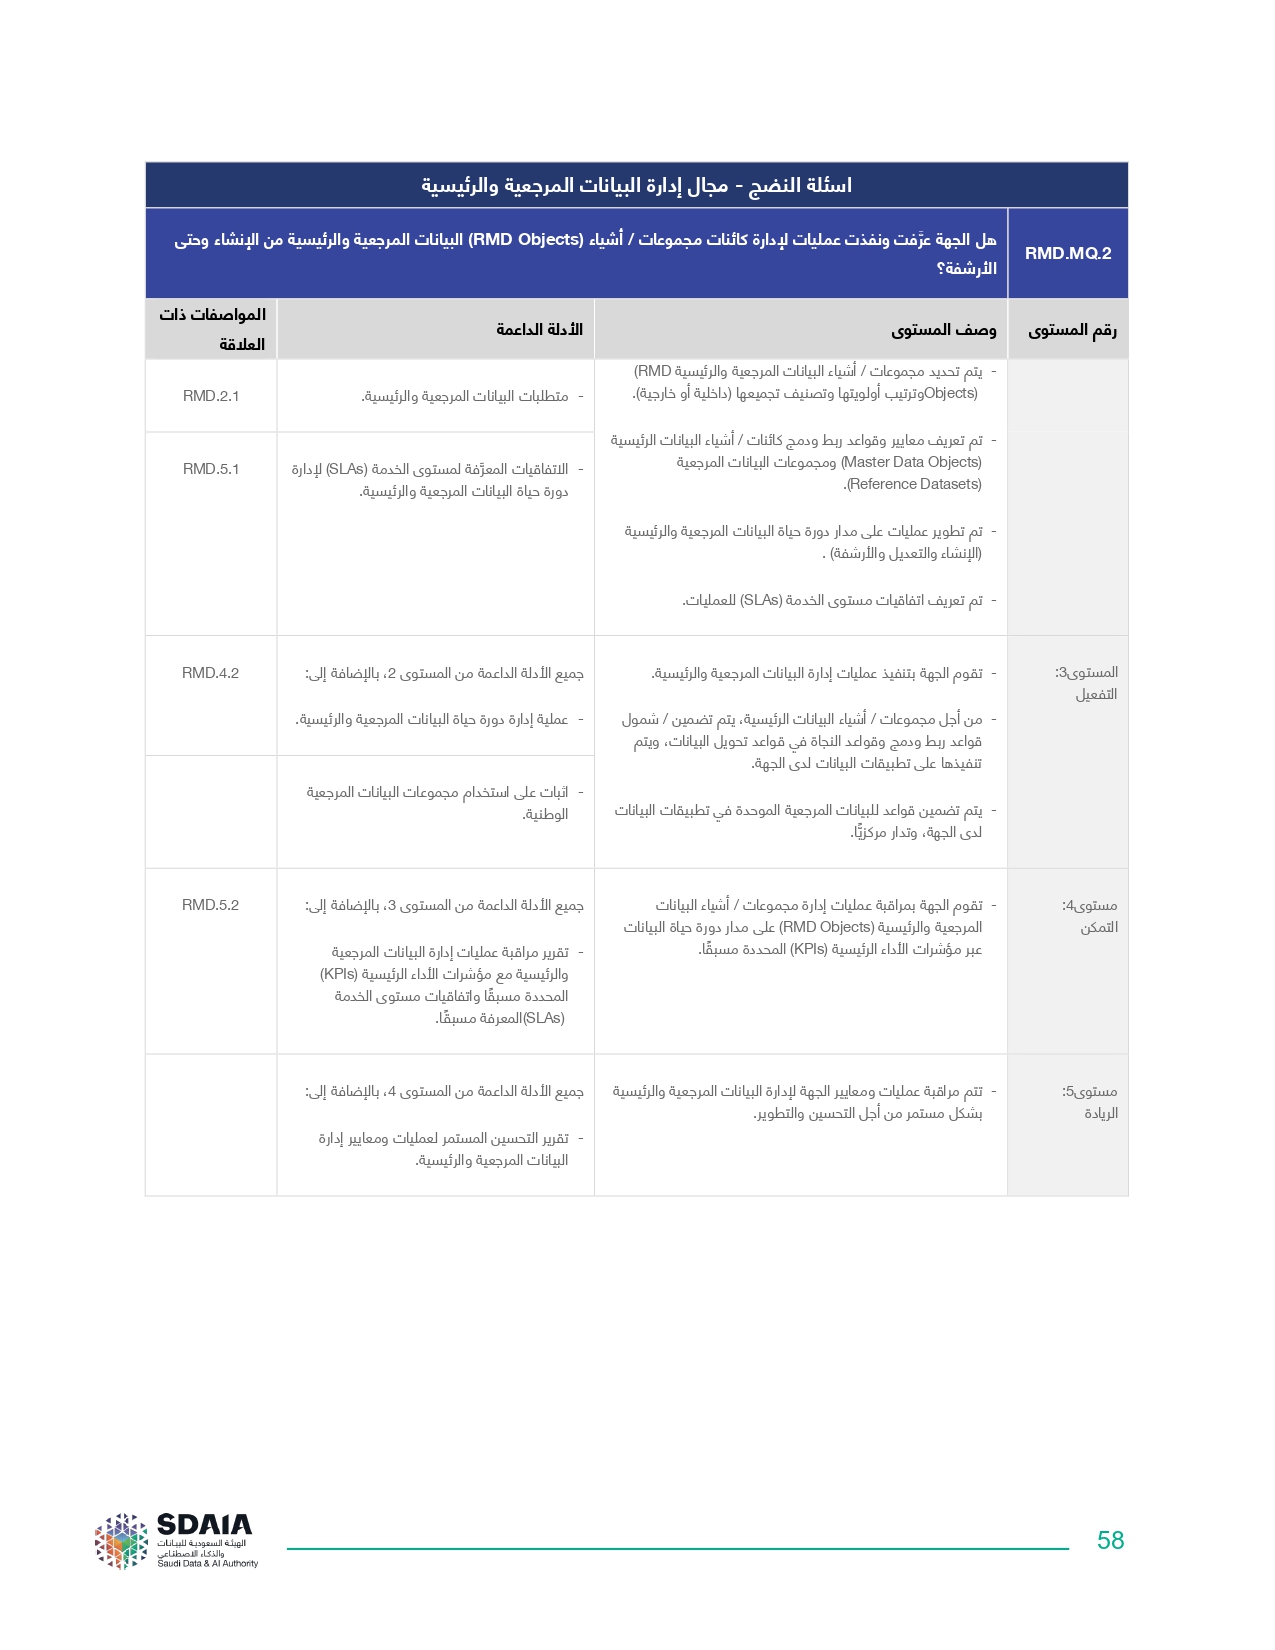 اسئلة النضج - مجال إدارة البيانات المرجعية والرئيسية
RMD.MQ.2
هل الجهة عرَّفت ونفذت عمليات لإدارة كائنات مجموعات / أشياء (RMD Objects) البيانات المرجعية والرئيسية من الإنشاء وحتى
الأرشفة؟
رقم المستوى
وصف المستوى
الأدلة الداعمة
المواصفات ذات
العلاقة
- يتم تحديد مجموعات / أشياء البيانات المرجعية والرئيسية RMD)
Objects)وترتيب أولويتها وتصنيف تجميعها (داخلية أو خارجية).
- تم تعريف معايير وقواعد ربط ودمج كائنات / أشياء البيانات الرئيسية
(Master Data Objects) ومجموعات البيانات المرجعية
(Reference Datasets).
- تم تطوير عمليات على مدار دورة حياة البيانات المرجعية والرئيسية
(الإنشاء والتعديل والأرشفة) .
- تم تعريف اتفاقيات مستوى الخدمة (SLAs) للعمليات.
- متطلبات البيانات المرجعية والرئيسية.
RMD.2.1
- الاتفاقيات المعرَّفة لمستوى الخدمة (SLAs) لإدارة
دورة حياة البيانات المرجعية والرئيسية.
RMD.5.1
المستوى3:
التفعيل
- تقوم الجهة بتنفيذ عمليات إدارة البيانات المرجعية والرئيسية.
- من أجل مجموعات / أشياء البيانات الرئيسية، يتم تضمين / شمول
قواعد ربط ودمج وقواعد النجاة في قواعد تحويل البيانات، ويتم
تنفيذها على تطبيقات البيانات لدى الجهة.
- يتم تضمين قواعد للبيانات المرجعية الموحدة في تطبيقات البيانات
لدى الجهة، وتدار مركزيًّا.
جميع الأدلة الداعمة من المستوى 2، بالإضافة إلى:
- عملية إدارة دورة حياة البيانات المرجعية والرئيسية.
RMD.4.2
- اثبات على استخدام مجموعات البيانات المرجعية
الوطنية.
مستوى4:
التمكن
- تقوم الجهة بمراقبة عمليات إدارة مجموعات / أشياء البيانات
المرجعية والرئيسية (RMD Objects) على مدار دورة حياة البيانات
عبر مؤشرات الأداء الرئيسية (KPIs) المحددة مسبقًا.
جميع الأدلة الداعمة من المستوى 3، بالإضافة إلى:
- تقرير مراقبة عمليات إدارة البيانات المرجعية
والرئيسية مع مؤشرات الأداء الرئيسية (KPIs)
المحددة مسبقًا واتفاقيات مستوى الخدمة
(SLAs)المعرفة مسبقًا.
RMD.5.2
مستوى5:
الريادة
- تتم مراقبة عمليات ومعايير الجهة لإدارة البيانات المرجعية والرئيسية
بشكل مستمر من أجل التحسين والتطوير.
جميع الأدلة الداعمة من المستوى 4، بالإضافة إلى:
- تقرير التحسين المستمر لعمليات ومعايير إدارة
البيانات المرجعية والرئيسية.
SDAIA
الهيئة السعودية للبيانات
والذكاء الاصطناعي
Saudi Data & AI Authority
58